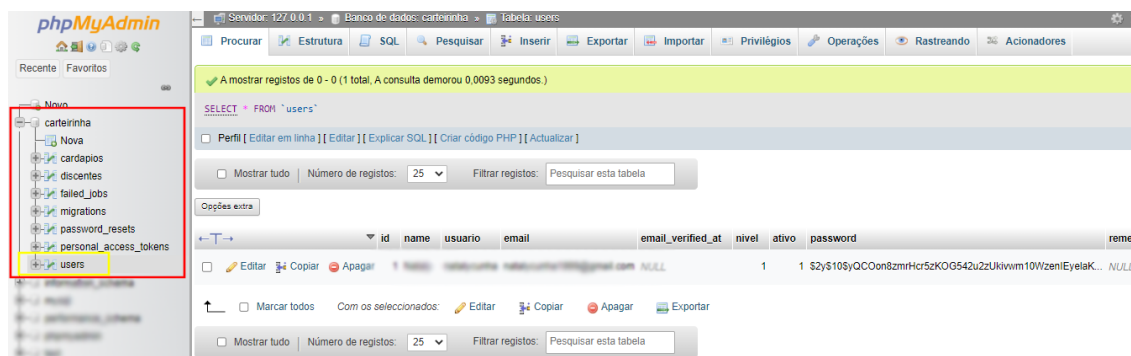 phpMyAdmin
Recente Favoritos
Novo
carteirinha
Nova
cardapios
discentes
failed_jobs
migrations
password_resets
personal_access_tokens
users
Servidor: 127.0.0.1 » Banco de dados: carteirinha » Tabela: users
Procurar Estrutura SQL Pesquisar Inserir Exportar Importar Privilégios Operações Rastreando Acionadores
A mostrar registos de 0 - 0 (1 total, A consulta demorou 0,0093 segundos.)
SELECT * FROM `users`
Perfil [ Editar em linha ] [ Editar ] [ Explicar SQL ] [ Criar código PHP ] [ Actualizar ]
Mostrar tudo | Número de registos: 25 Filtrar registos: Pesquisar esta tabela
Opções extra
id name usuario email email_verified_at nivel ativo password reme
Editar Copiar Apagar 1 NULL 1 1 $2y$10$yQCOon8zmrHcr5zKOG542u2zUkivwm10WzenlEyelaK... NULL
Marcar todos Com os seleccionados: Editar Copiar Apagar Exportar
Mostrar tudo | Número de registos: 25 Filtrar registos: Pesquisar esta tabela